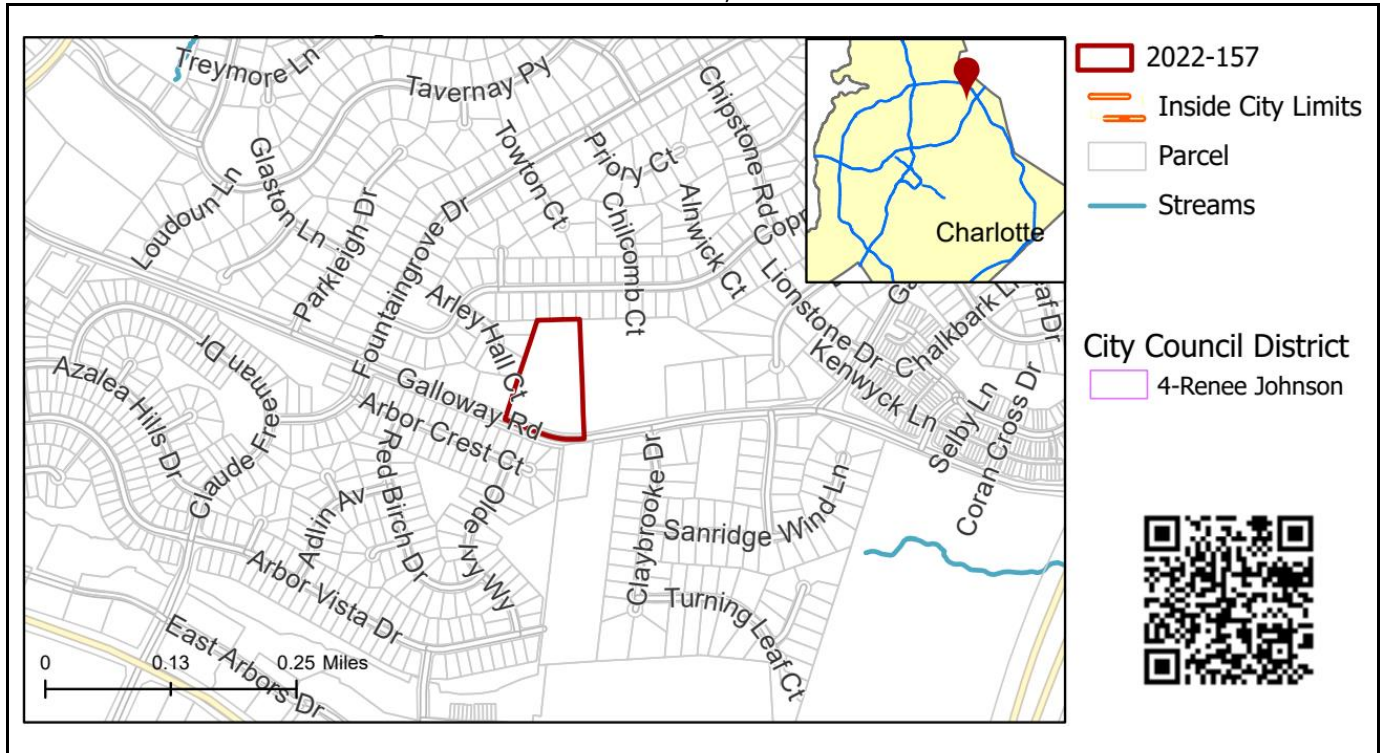 Treymore Ln
Tavernay Py
Chipstone Rd
Towton Ct
Priory Ct
Glaston Ln
Alnwick Ct
Loudoun Ln
Parkleigh Dr
Fountaingrove Dr
Chilcomb Ct
Charlotte
Lionstone Dr
Chalkbark
Arley Hall Ct
Kenwyck Ln
Azalea Hills Dr
Claude Freeman Dr
Galloway Rd
Arbor Crest Ct
Selby Ln
Coran Cross Dr
Red Birch Dr
Adlin Av
Olde Ivy Wy
Claybrooke Dr
Sanridge Wind Ln
Arbor Vista Dr
Turning Leaf Ct
East Arbors Dr
0 0.13 0.25 Miles
2022-157
Inside City Limits
Parcel
Streams
City Council District
4-Renee Johnson